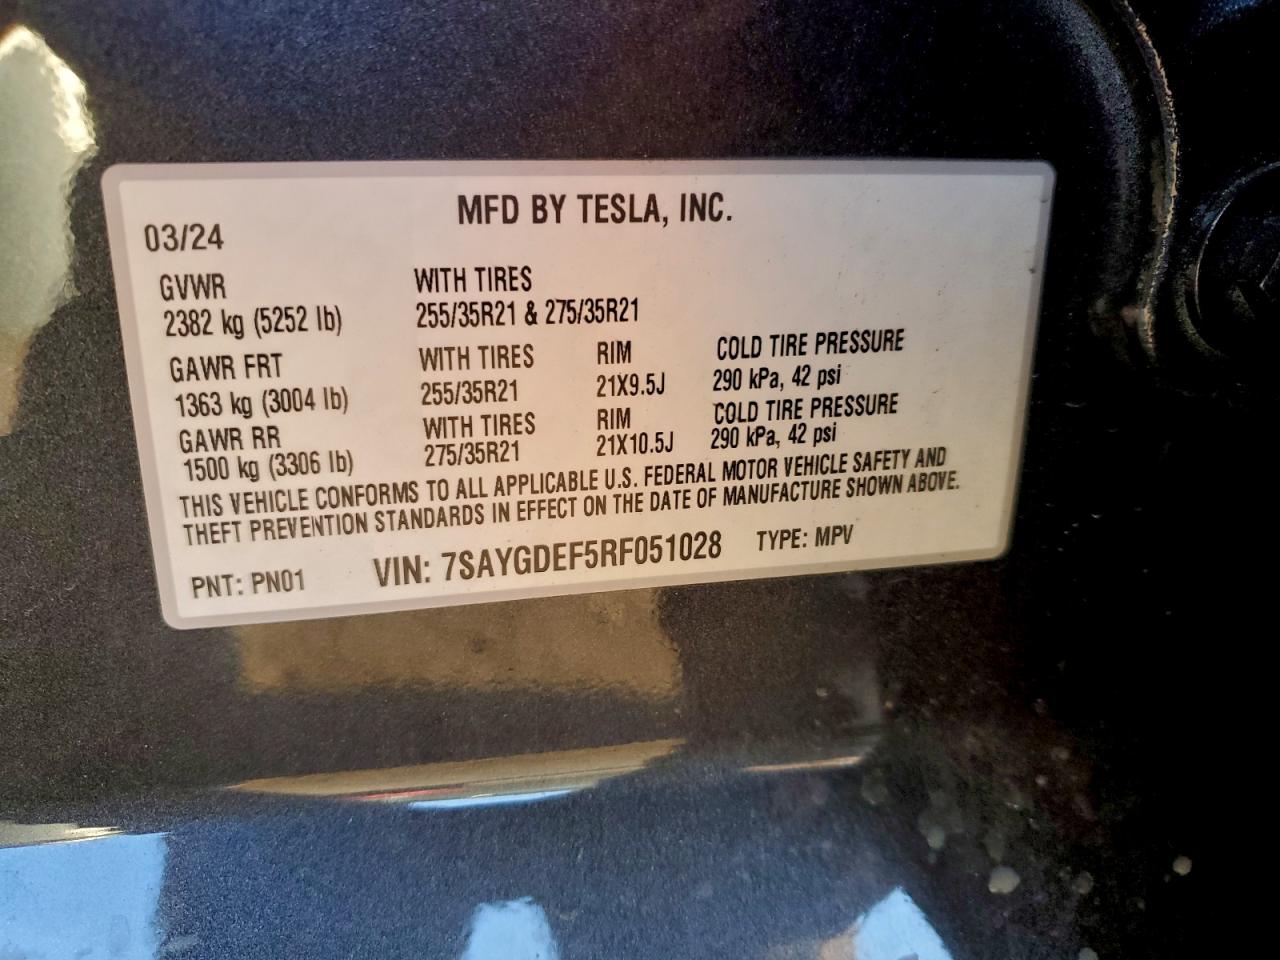 MFD BY TESLA, INC.
03/24
GVWR WITH TIRES
2382 kg (5252 lb) 255/35R21 & 275/35R21
GAWR FRT WITH TIRES RIM COLD TIRE PRESSURE
1363 kg (3004 lb) 255/35R21 21X9.5J 290 kPa, 42 psi
GAWR RR WITH TIRES RIM COLD TIRE PRESSURE
1500 kg (3306 lb) 275/35R21 21X10.5J 290 kPa, 42 psi
THIS VEHICLE CONFORMS TO ALL APPLICABLE U.S. FEDERAL MOTOR VEHICLE SAFETY AND
THEFT PREVENTION STANDARDS IN EFFECT ON THE DATE OF MANUFACTURE SHOWN ABOVE.
PNT: PN01 VIN: 7SAYGDEF5RF051028 TYPE: MPV